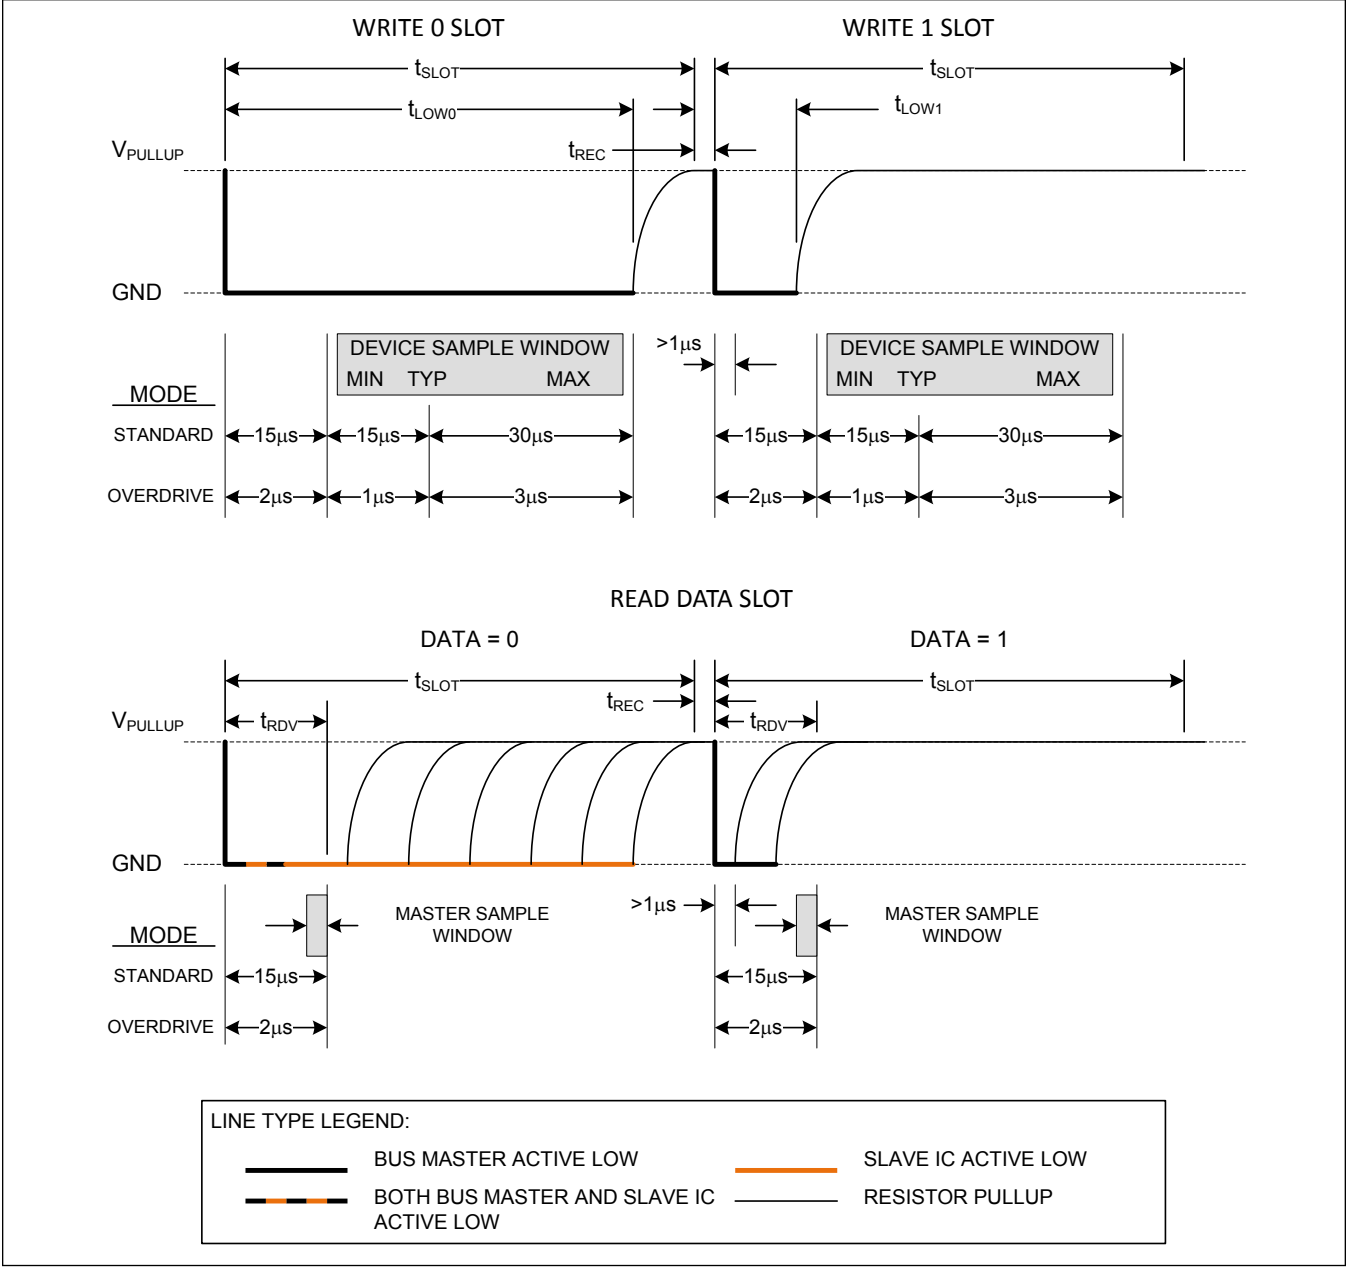 WRITE 0 SLOT WRITE 1 SLOT
tSLOT tSLOT
tLOW0 tLOW1
VPULLUP tREC
GND
>1μs
DEVICE SAMPLE WINDOW DEVICE SAMPLE WINDOW
MIN TYP MAX MIN TYP MAX
MODE
STANDARD 15μs 15μs 30μs 15μs 15μs 30μs
OVERDRIVE 2μs 1μs 3μs 2μs 1μs 3μs
READ DATA SLOT
DATA = 0 DATA = 1
tSLOT tSLOT
tREC
VPULLUP tRDV tRDV
GND
>1μs
MASTER SAMPLE MASTER SAMPLE
WINDOW WINDOW
MODE
STANDARD 15μs 15μs
OVERDRIVE 2μs 2μs
LINE TYPE LEGEND:
BUS MASTER ACTIVE LOW SLAVE IC ACTIVE LOW
BOTH BUS MASTER AND SLAVE IC RESISTOR PULLUP
ACTIVE LOW